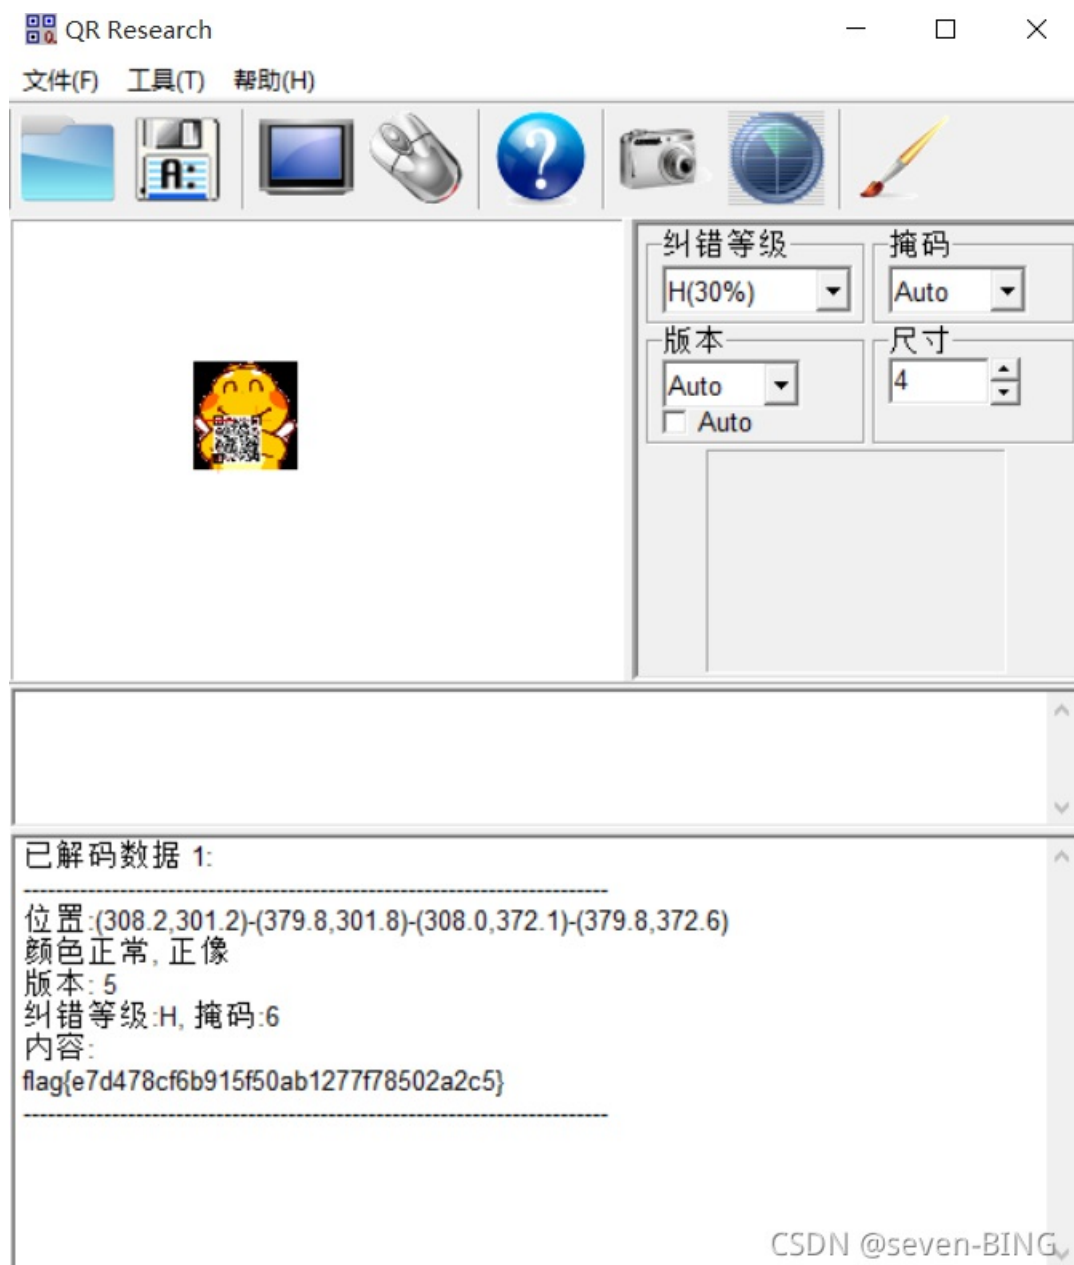 QR Research
文件(F) 工具(T) 帮助(H)
A:
纠错等级 掩码
H(30%) Auto
版本 尺寸
Auto 4
Auto
已解码数据 1:
--------------------------------------------------------------------------------
位置:(308.2,301.2)-(379.8,301.8)-(308.0,372.1)-(379.8,372.6)
颜色正常, 正像
版本: 5
纠错等级:H, 掩码:6
内容:
flag{e7d478cf6b915f50ab1277f78502a2c5}
--------------------------------------------------------------------------------
CSDN @seven-BING